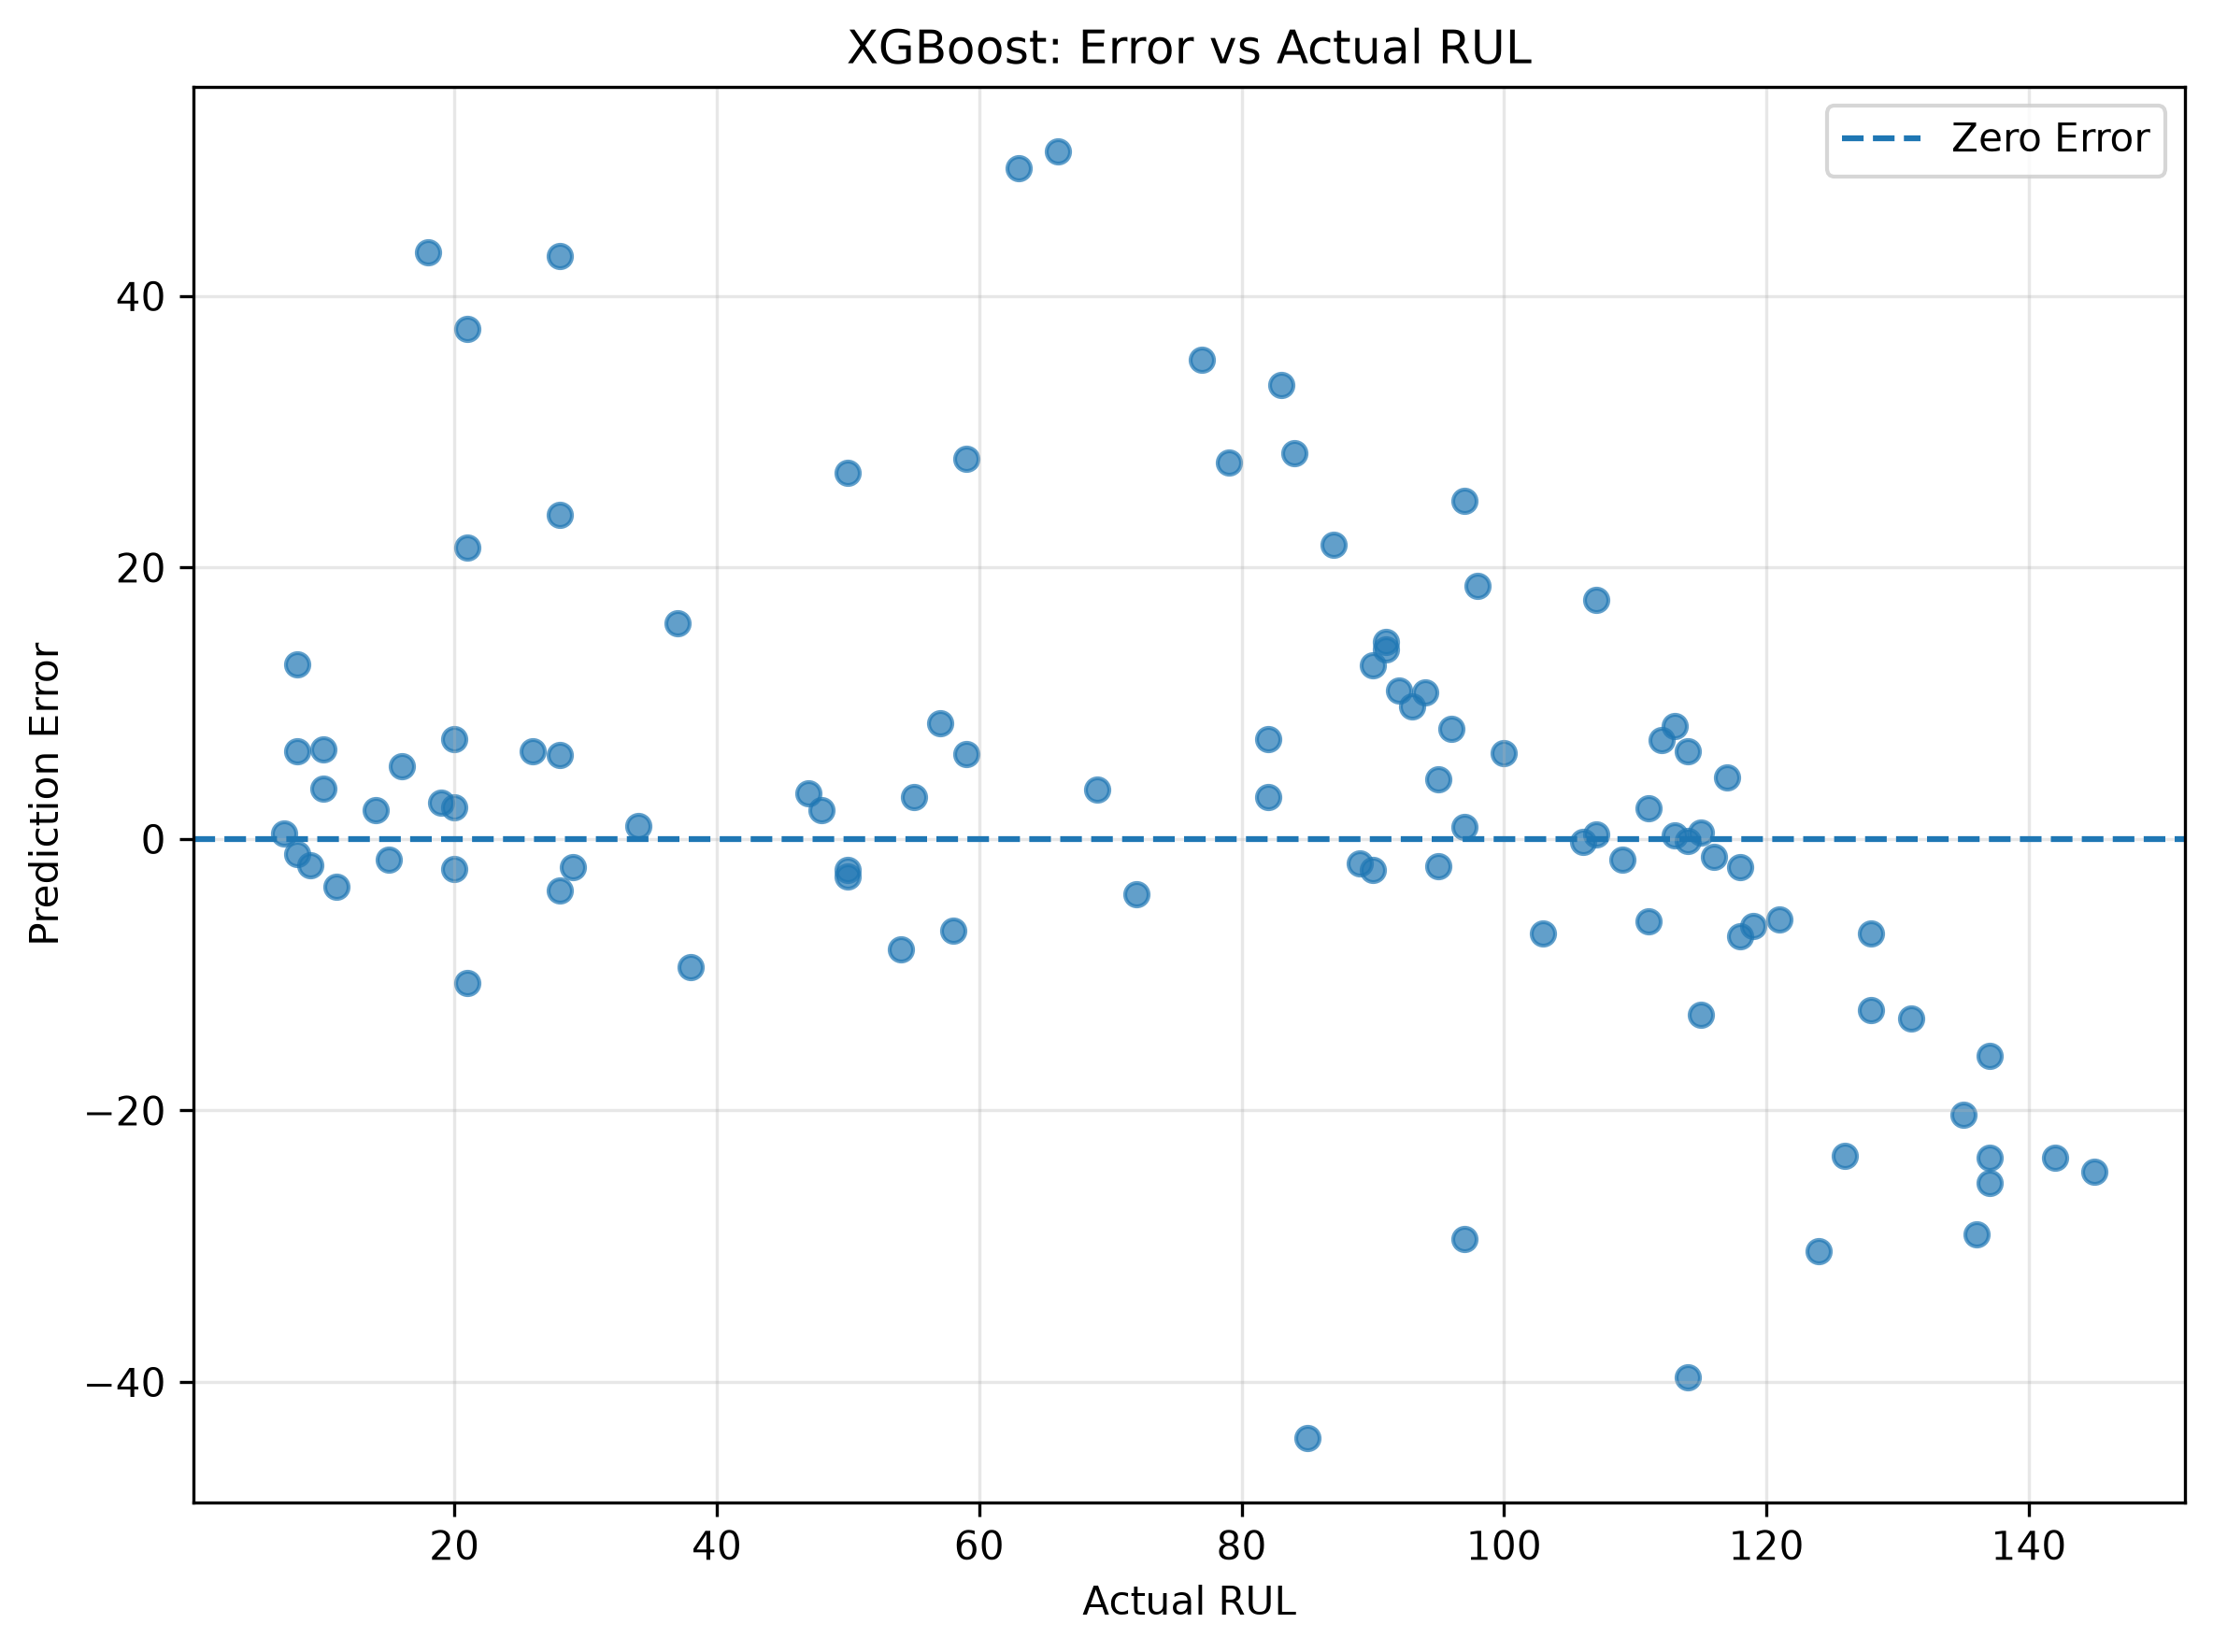 XGBoost: Error vs Actual RUL
Zero Error
Prediction Error
40
20
0
−20
−40
20 40 60 80 100 120 140
Actual RUL